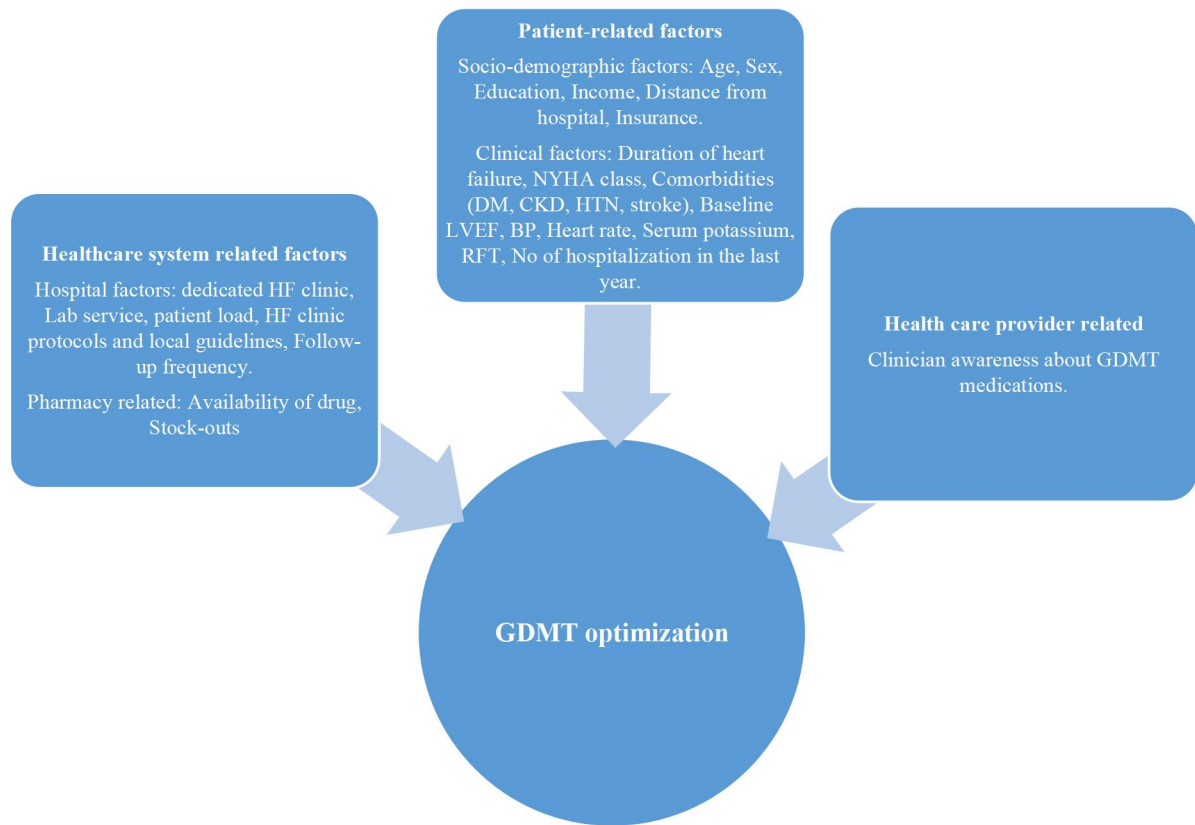 Patient-related factors
Socio-demographic factors: Age, Sex,
Education, Income, Distance from
hospital, Insurance.
Clinical factors: Duration of heart
failure, NYHA class, Comorbidities
(DM, CKD, HTN, stroke), Baseline
LVEF, BP, Heart rate, Serum potassium,
RFT, No of hospitalization in the last
year.
Healthcare system related factors
Hospital factors: dedicated HF clinic,
Lab service, patient load, HF clinic
protocols and local guidelines, Follow-
up frequency.
Pharmacy related: Availability of drug,
Stock-outs
Health care provider related
Clinician awareness about GDMT
medications.
GDMT optimization